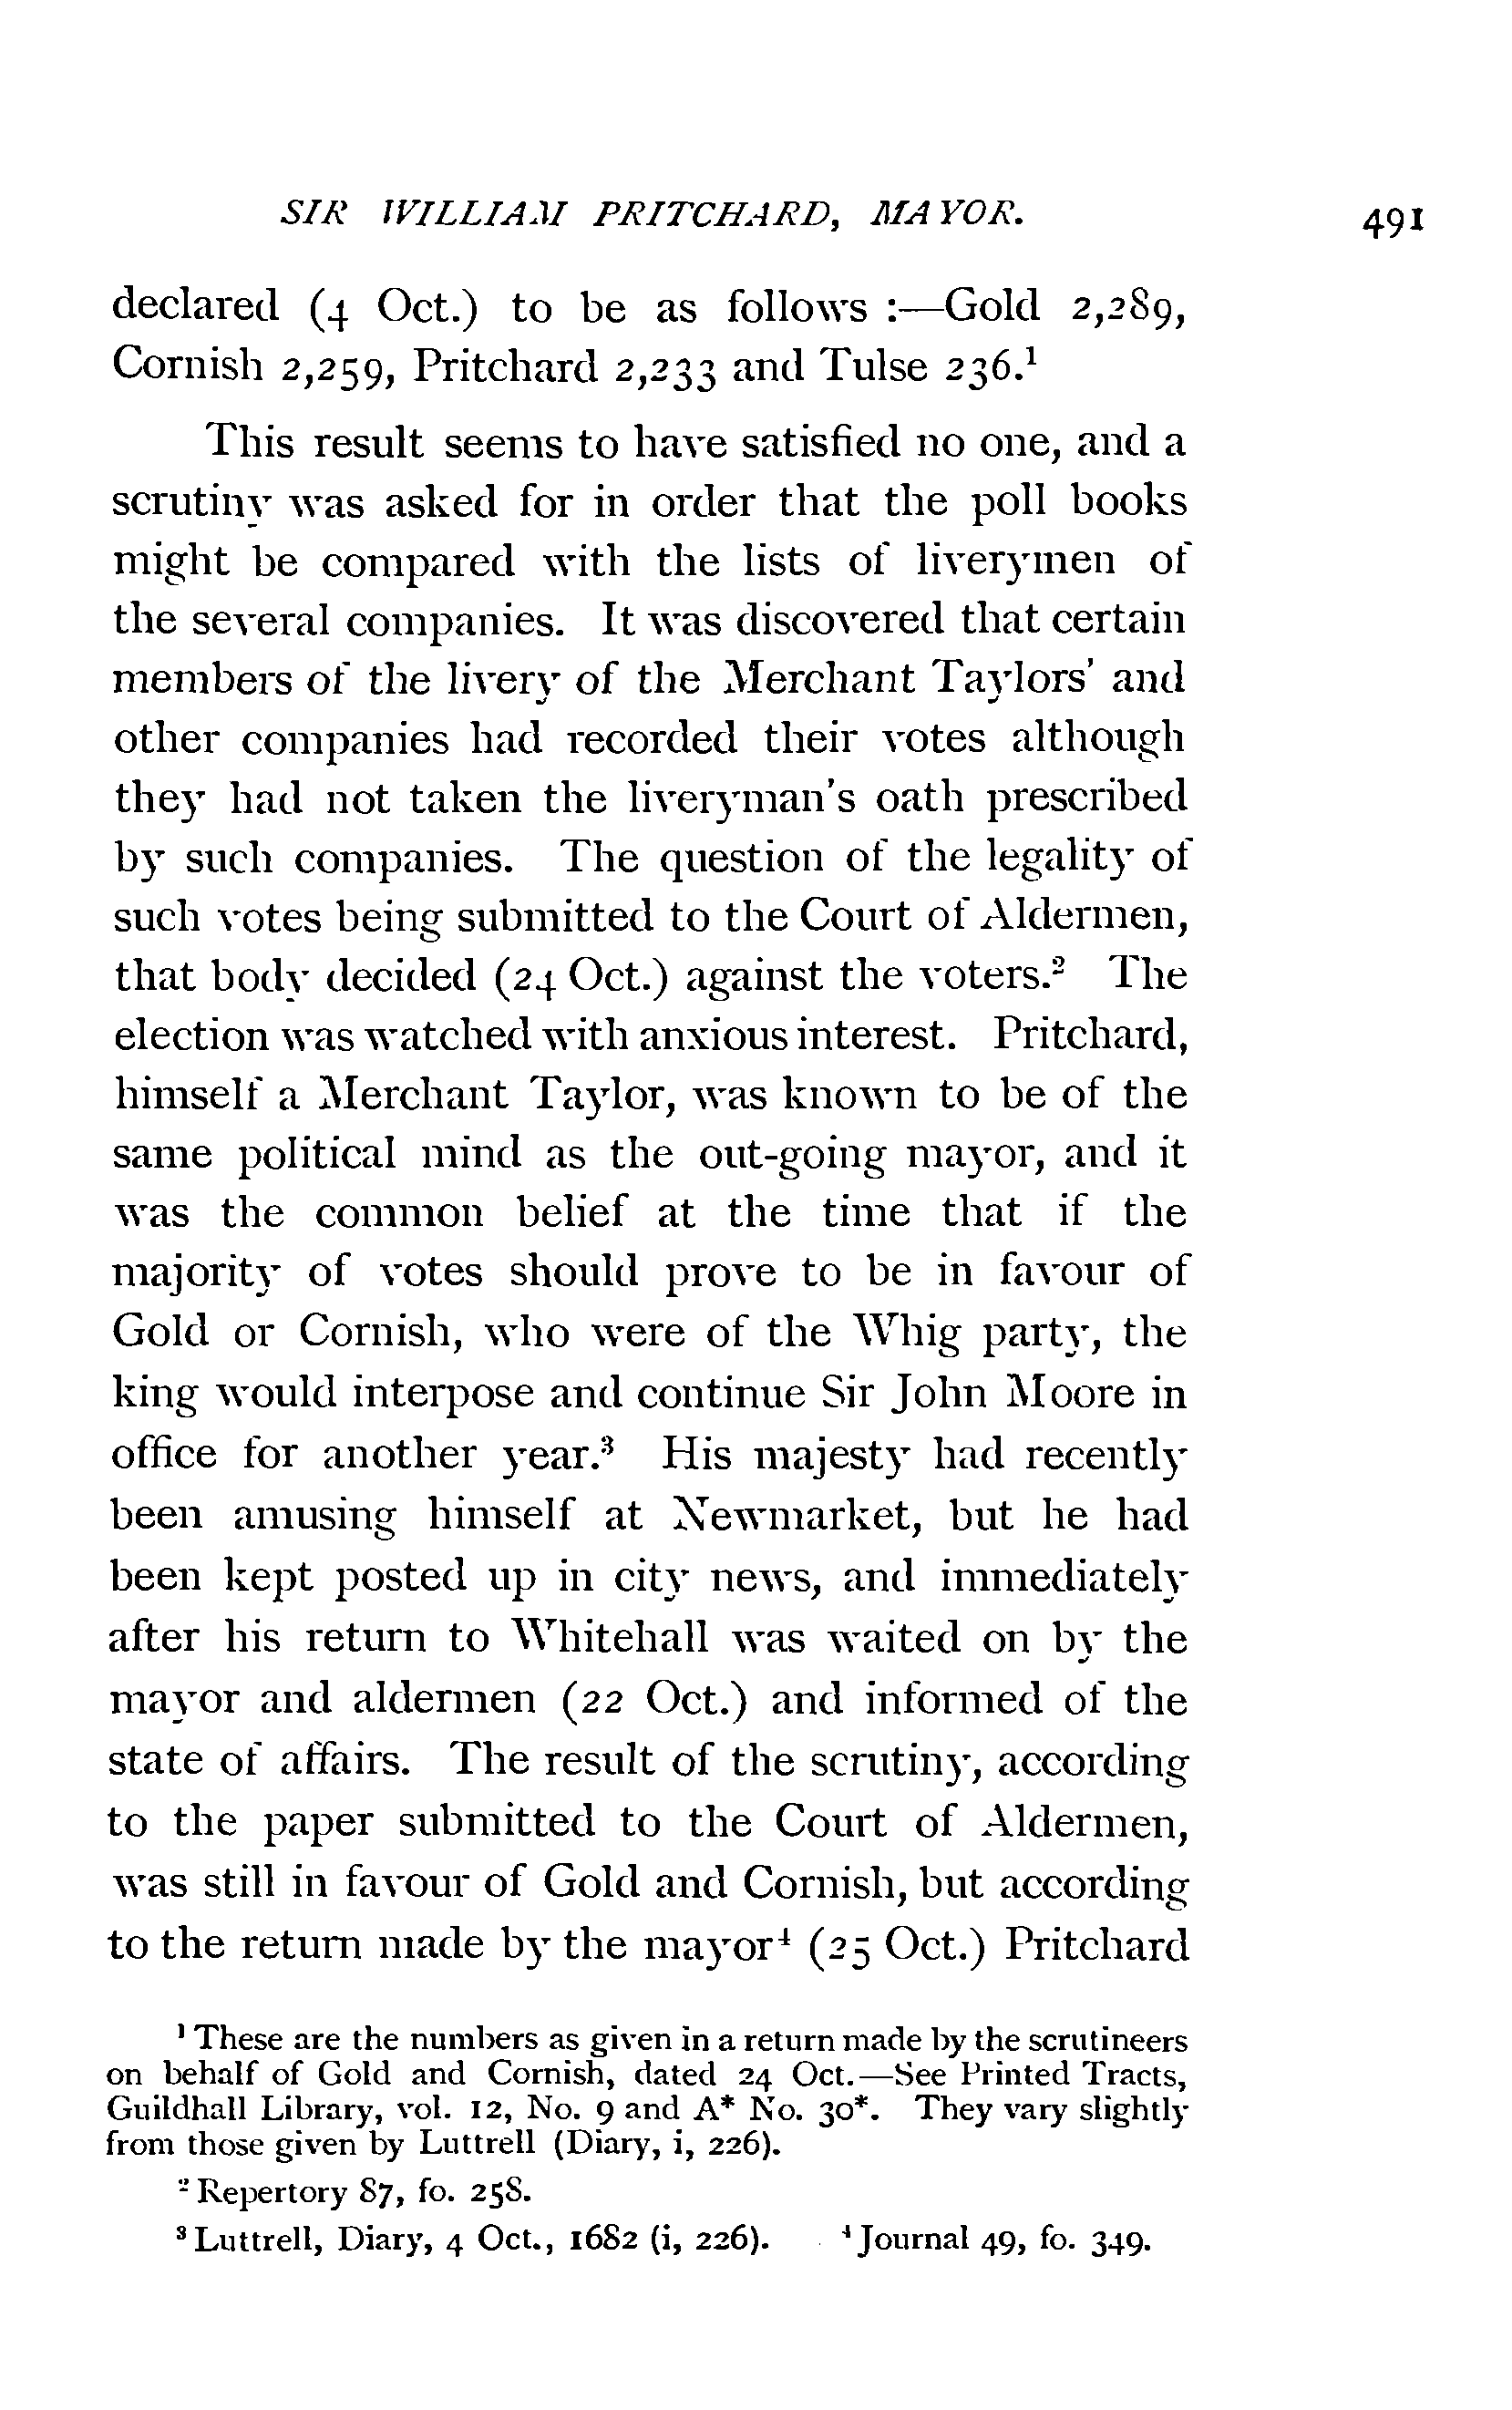 SIR WILLIAM PRITCHARD, MAYOR. 491
declared (4 Oct.) to be as follows :—Gold 2,289,
Cornish 2,259, Pritchard 2,233 and Tulse 236.¹
This result seems to have satisfied no one, and a
scrutiny was asked for in order that the poll books
might be compared with the lists of liverymen of
the several companies. It was discovered that certain
members of the livery of the Merchant Taylors' and
other companies had recorded their votes although
they had not taken the liveryman's oath prescribed
by such companies. The question of the legality of
such votes being submitted to the Court of Aldermen,
that body decided (24 Oct.) against the voters.² The
election was watched with anxious interest. Pritchard,
himself a Merchant Taylor, was known to be of the
same political mind as the out-going mayor, and it
was the common belief at the time that if the
majority of votes should prove to be in favour of
Gold or Cornish, who were of the Whig party, the
king would interpose and continue Sir John Moore in
office for another year.³ His majesty had recently
been amusing himself at Newmarket, but he had
been kept posted up in city news, and immediately
after his return to Whitehall was waited on by the
mayor and aldermen (22 Oct.) and informed of the
state of affairs. The result of the scrutiny, according
to the paper submitted to the Court of Aldermen,
was still in favour of Gold and Cornish, but according
to the return made by the mayor⁴ (25 Oct.) Pritchard
¹ These are the numbers as given in a return made by the scrutineers
on behalf of Gold and Cornish, dated 24 Oct.—See Printed Tracts,
Guildhall Library, vol. 12, No. 9 and A* No. 30*. They vary slightly
from those given by Luttrell (Diary, i, 226).
² Repertory 87, fo. 258.
³ Luttrell, Diary, 4 Oct., 1682 (i, 226). ⁴ Journal 49, fo. 349.